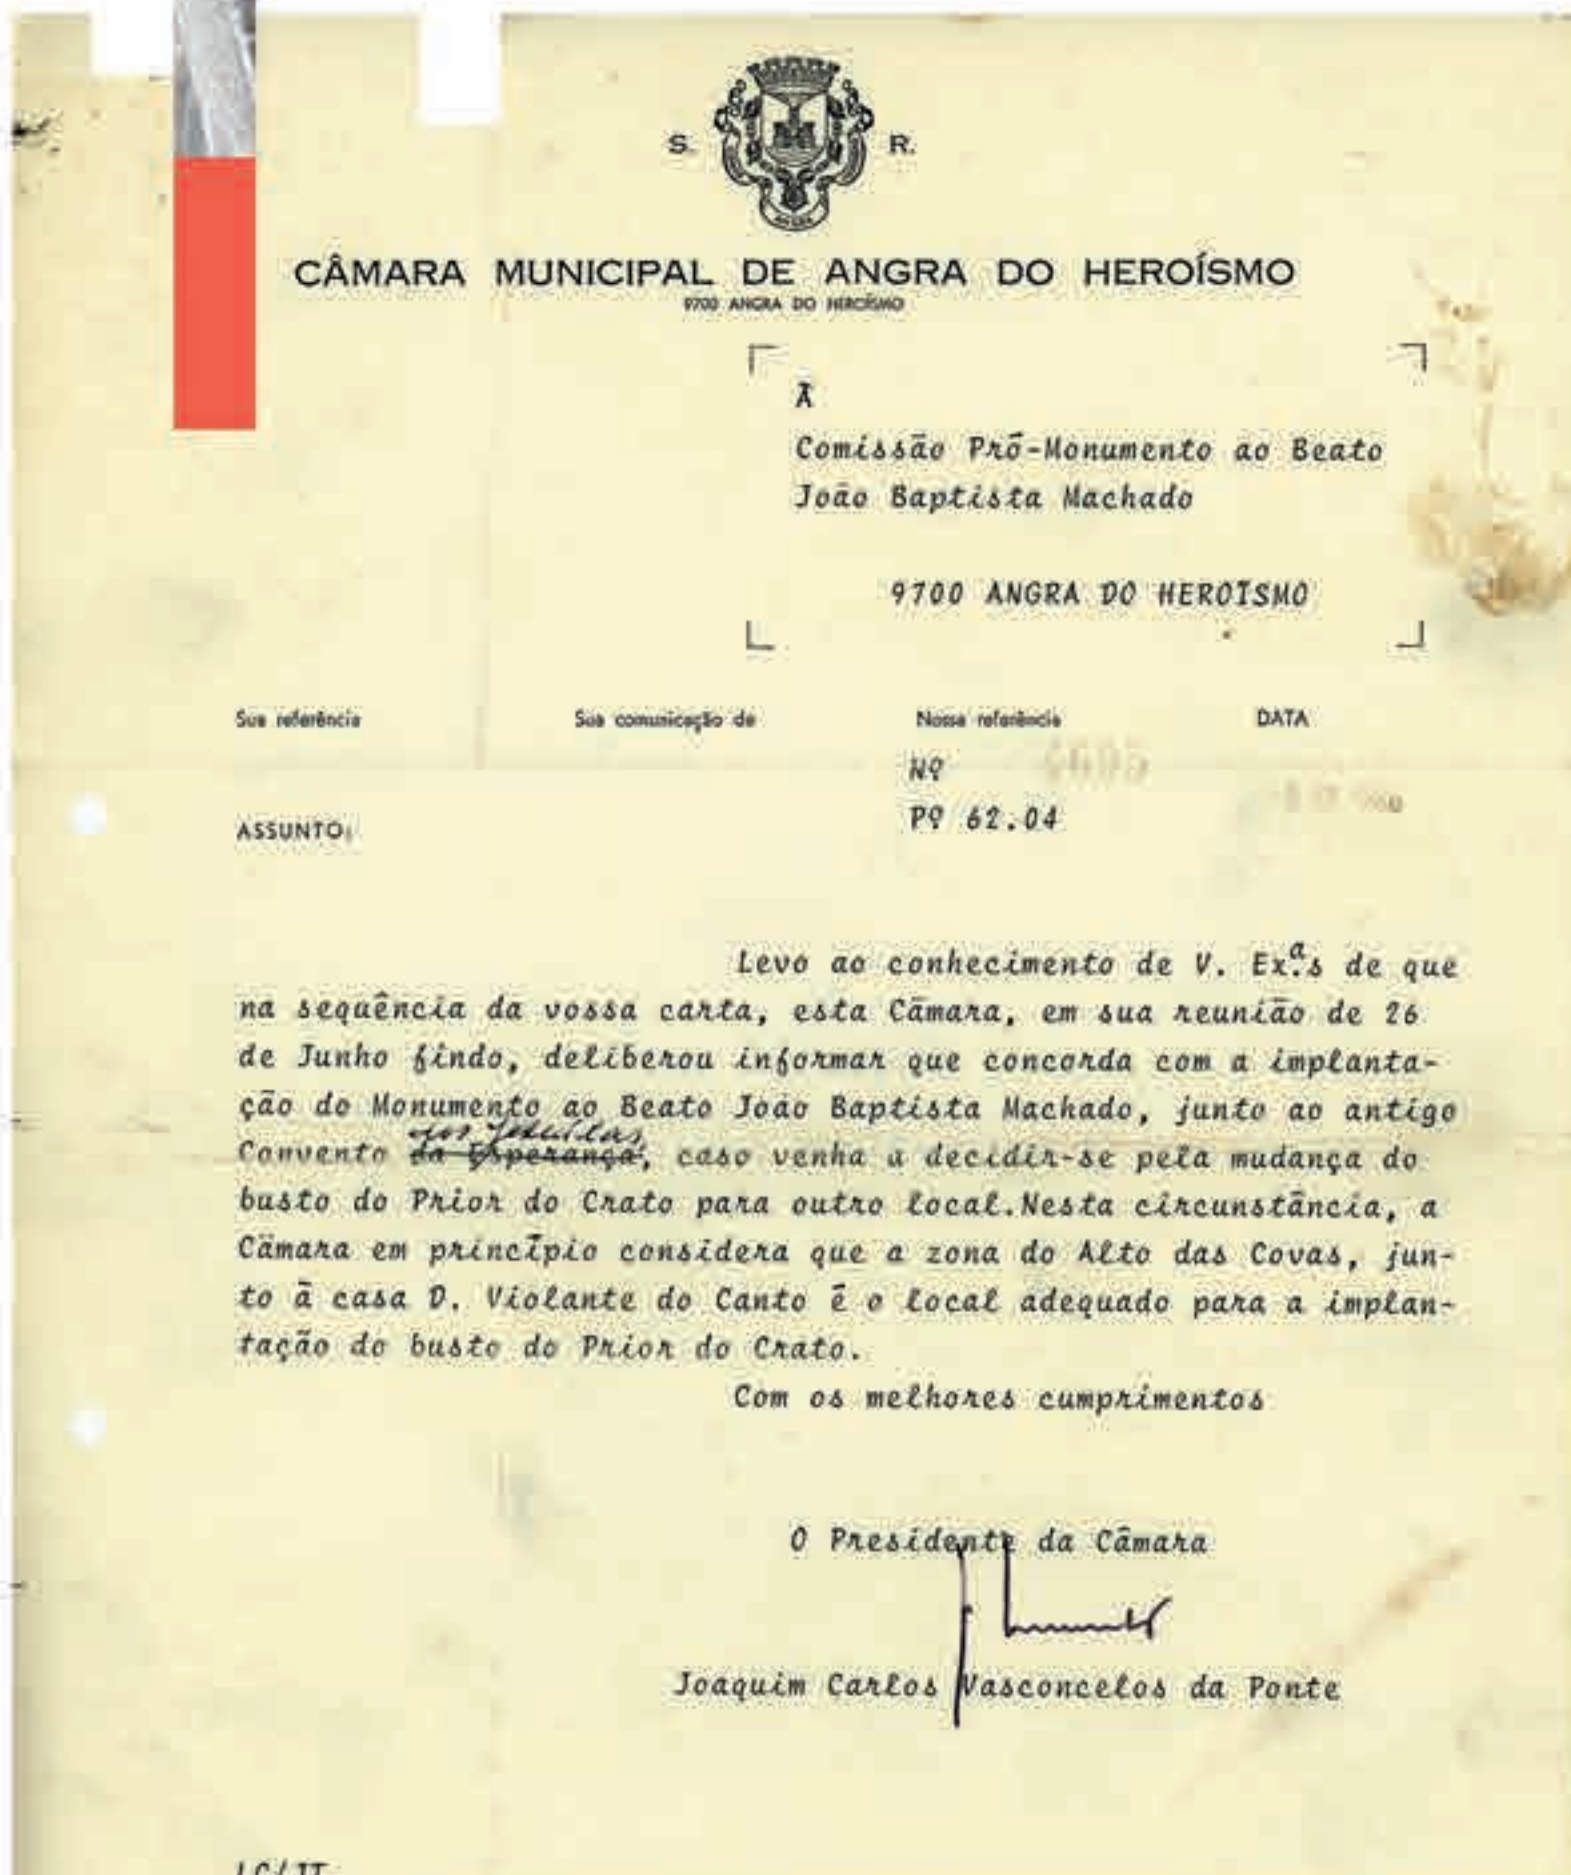 S. R.
CÂMARA MUNICIPAL DE ANGRA DO HEROÍSMO
9700 ANGRA DO HEROÍSMO
À
Comissão Pró-Monumento ao Beato
João Baptista Machado
9700 ANGRA DO HEROÍSMO
Sua referência Sua comunicação de Nossa referência DATA
Nº
Pº 62.04
ASSUNTO:
Levo ao conhecimento de V. Ex.ªs de que
na sequência da vossa carta, esta Câmara, em sua reunião de 26
de Junho findo, deliberou informar que concorda com a implanta-
ção do Monumento ao Beato João Baptista Machado, junto ao antigo
dos Jesuítas
Convento da Esperança, caso venha a decidir-se pela mudança do
busto do Prior do Crato para outro local.Nesta circunstância, a
Câmara em princípio considera que a zona do Alto das Covas, jun-
to à casa D. Violante do Canto é o local adequado para a implan-
tação do busto do Prior do Crato.
Com os melhores cumprimentos
O Presidente da Câmara
Joaquim Carlos Vasconcelos da Ponte